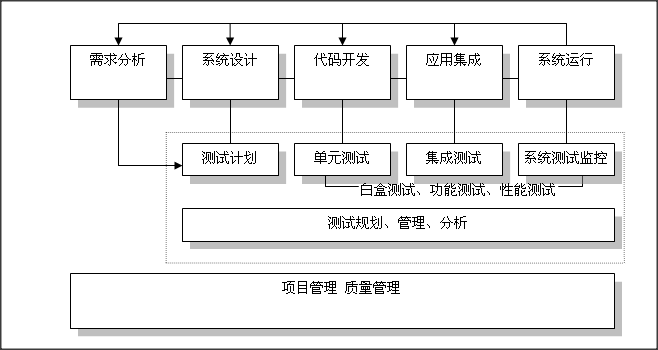 需求分析 系统设计 代码开发 应用集成 系统运行
测试计划 单元测试 集成测试 系统测试监控
白盒测试、功能测试、性能测试
测试规划、管理、分析
项目管理 质量管理